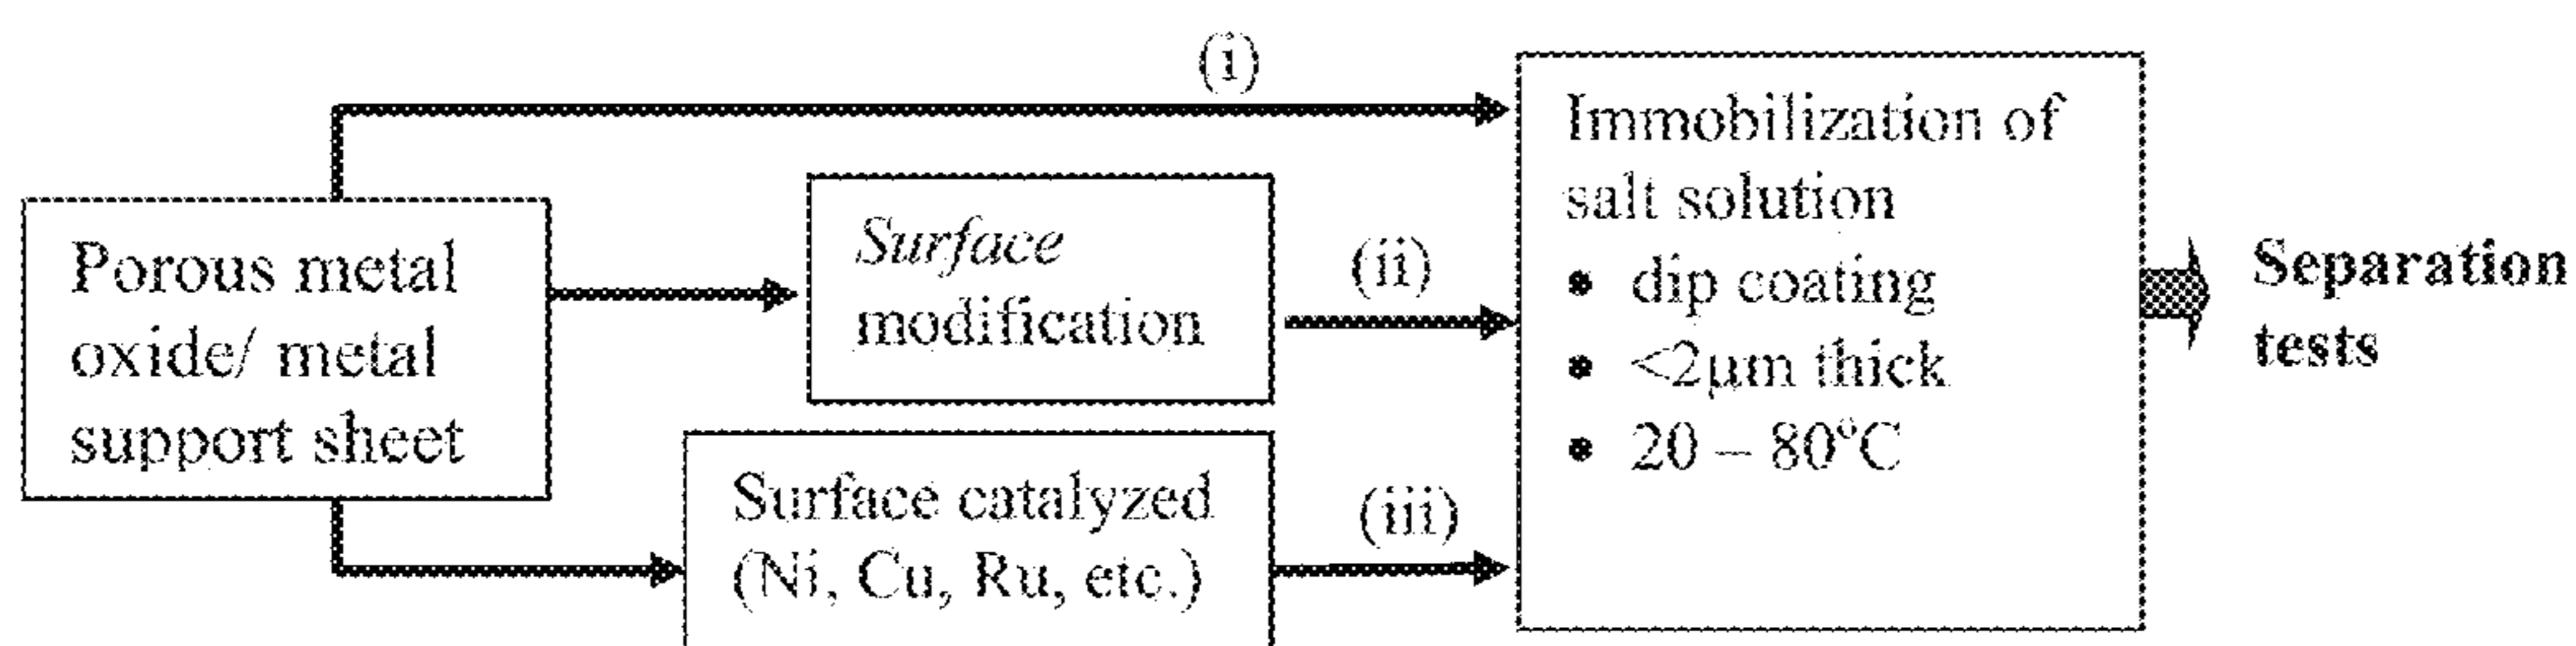 (i)
Porous metal
oxide/ metal
support sheet
Surface
modification
(ii)
Surface catalyzed
(Ni, Cu, Ru, etc.)
(iii)
Immobilization of
salt solution
• dip coating
• <2µm thick
• 20 – 80°C
Separation
tests